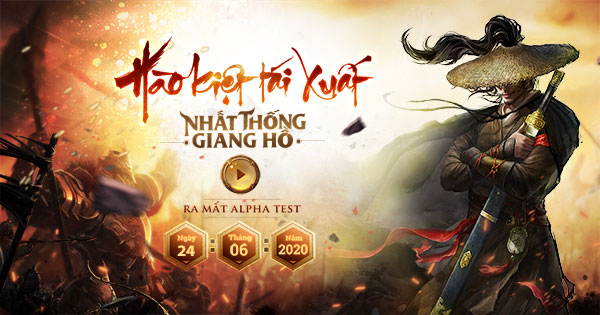 Hào kiệt tái xuất
NHẤT THỐNG
GIANG HỒ
RA MẮT ALPHA TEST
Ngày
24
Tháng
06
Năm
2020